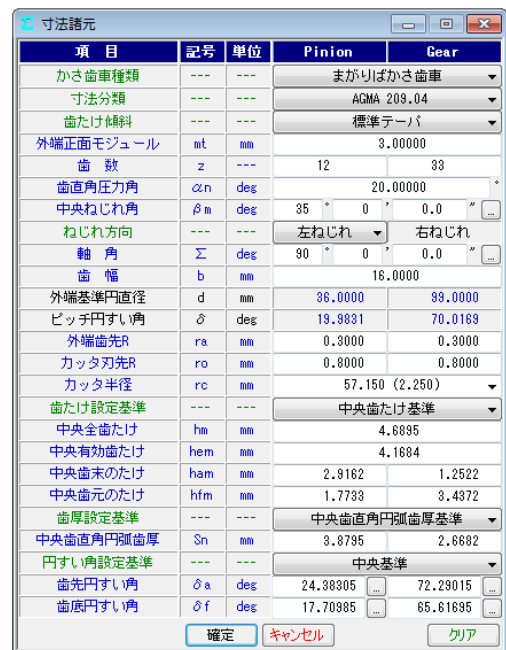 Σ 寸法諸元
項 目 記号 単位 Pinion Gear
かさ歯車種類 --- --- まがりばかさ歯車
寸法分類 --- --- AGMA 209.04
歯たけ傾斜 --- --- 標準テーパ
外端正面モジュール mt mm 3.00000
歯 数 z --- 12 33
歯直角圧力角 αn deg 20.00000 °
中央ねじれ角 βm deg 35 ° 0 ' 0.0 " ...
ねじれ方向 --- --- 左ねじれ 右ねじれ
軸 角 Σ deg 90 ° 0 ' 0.0 " ...
歯 幅 b mm 16.0000
外端基準円直径 d mm 36.0000 99.0000
ピッチ円すい角 δ deg 19.9831 70.0169
外端歯先R ra mm 0.3000 0.3000
カッタ刃先R ro mm 0.8000 0.8000
カッタ半径 rc mm 57.150 (2.250)
歯たけ設定基準 --- --- 中央歯たけ基準
中央全歯たけ hm mm 4.6895
中央有効歯たけ hem mm 4.1684
中央歯末のたけ ham mm 2.9162 1.2522
中央歯元のたけ hfm mm 1.7733 3.4372
歯厚設定基準 --- --- 中央歯直角円弧歯厚基準
中央歯直角円弧歯厚 Sn mm 3.8795 2.6682
円すい角設定基準 --- --- 中央基準
歯先円すい角 δa deg 24.38305 ... 72.29015 ...
歯底円すい角 δf deg 17.70985 ... 65.61695 ...
確定 キャンセル クリア